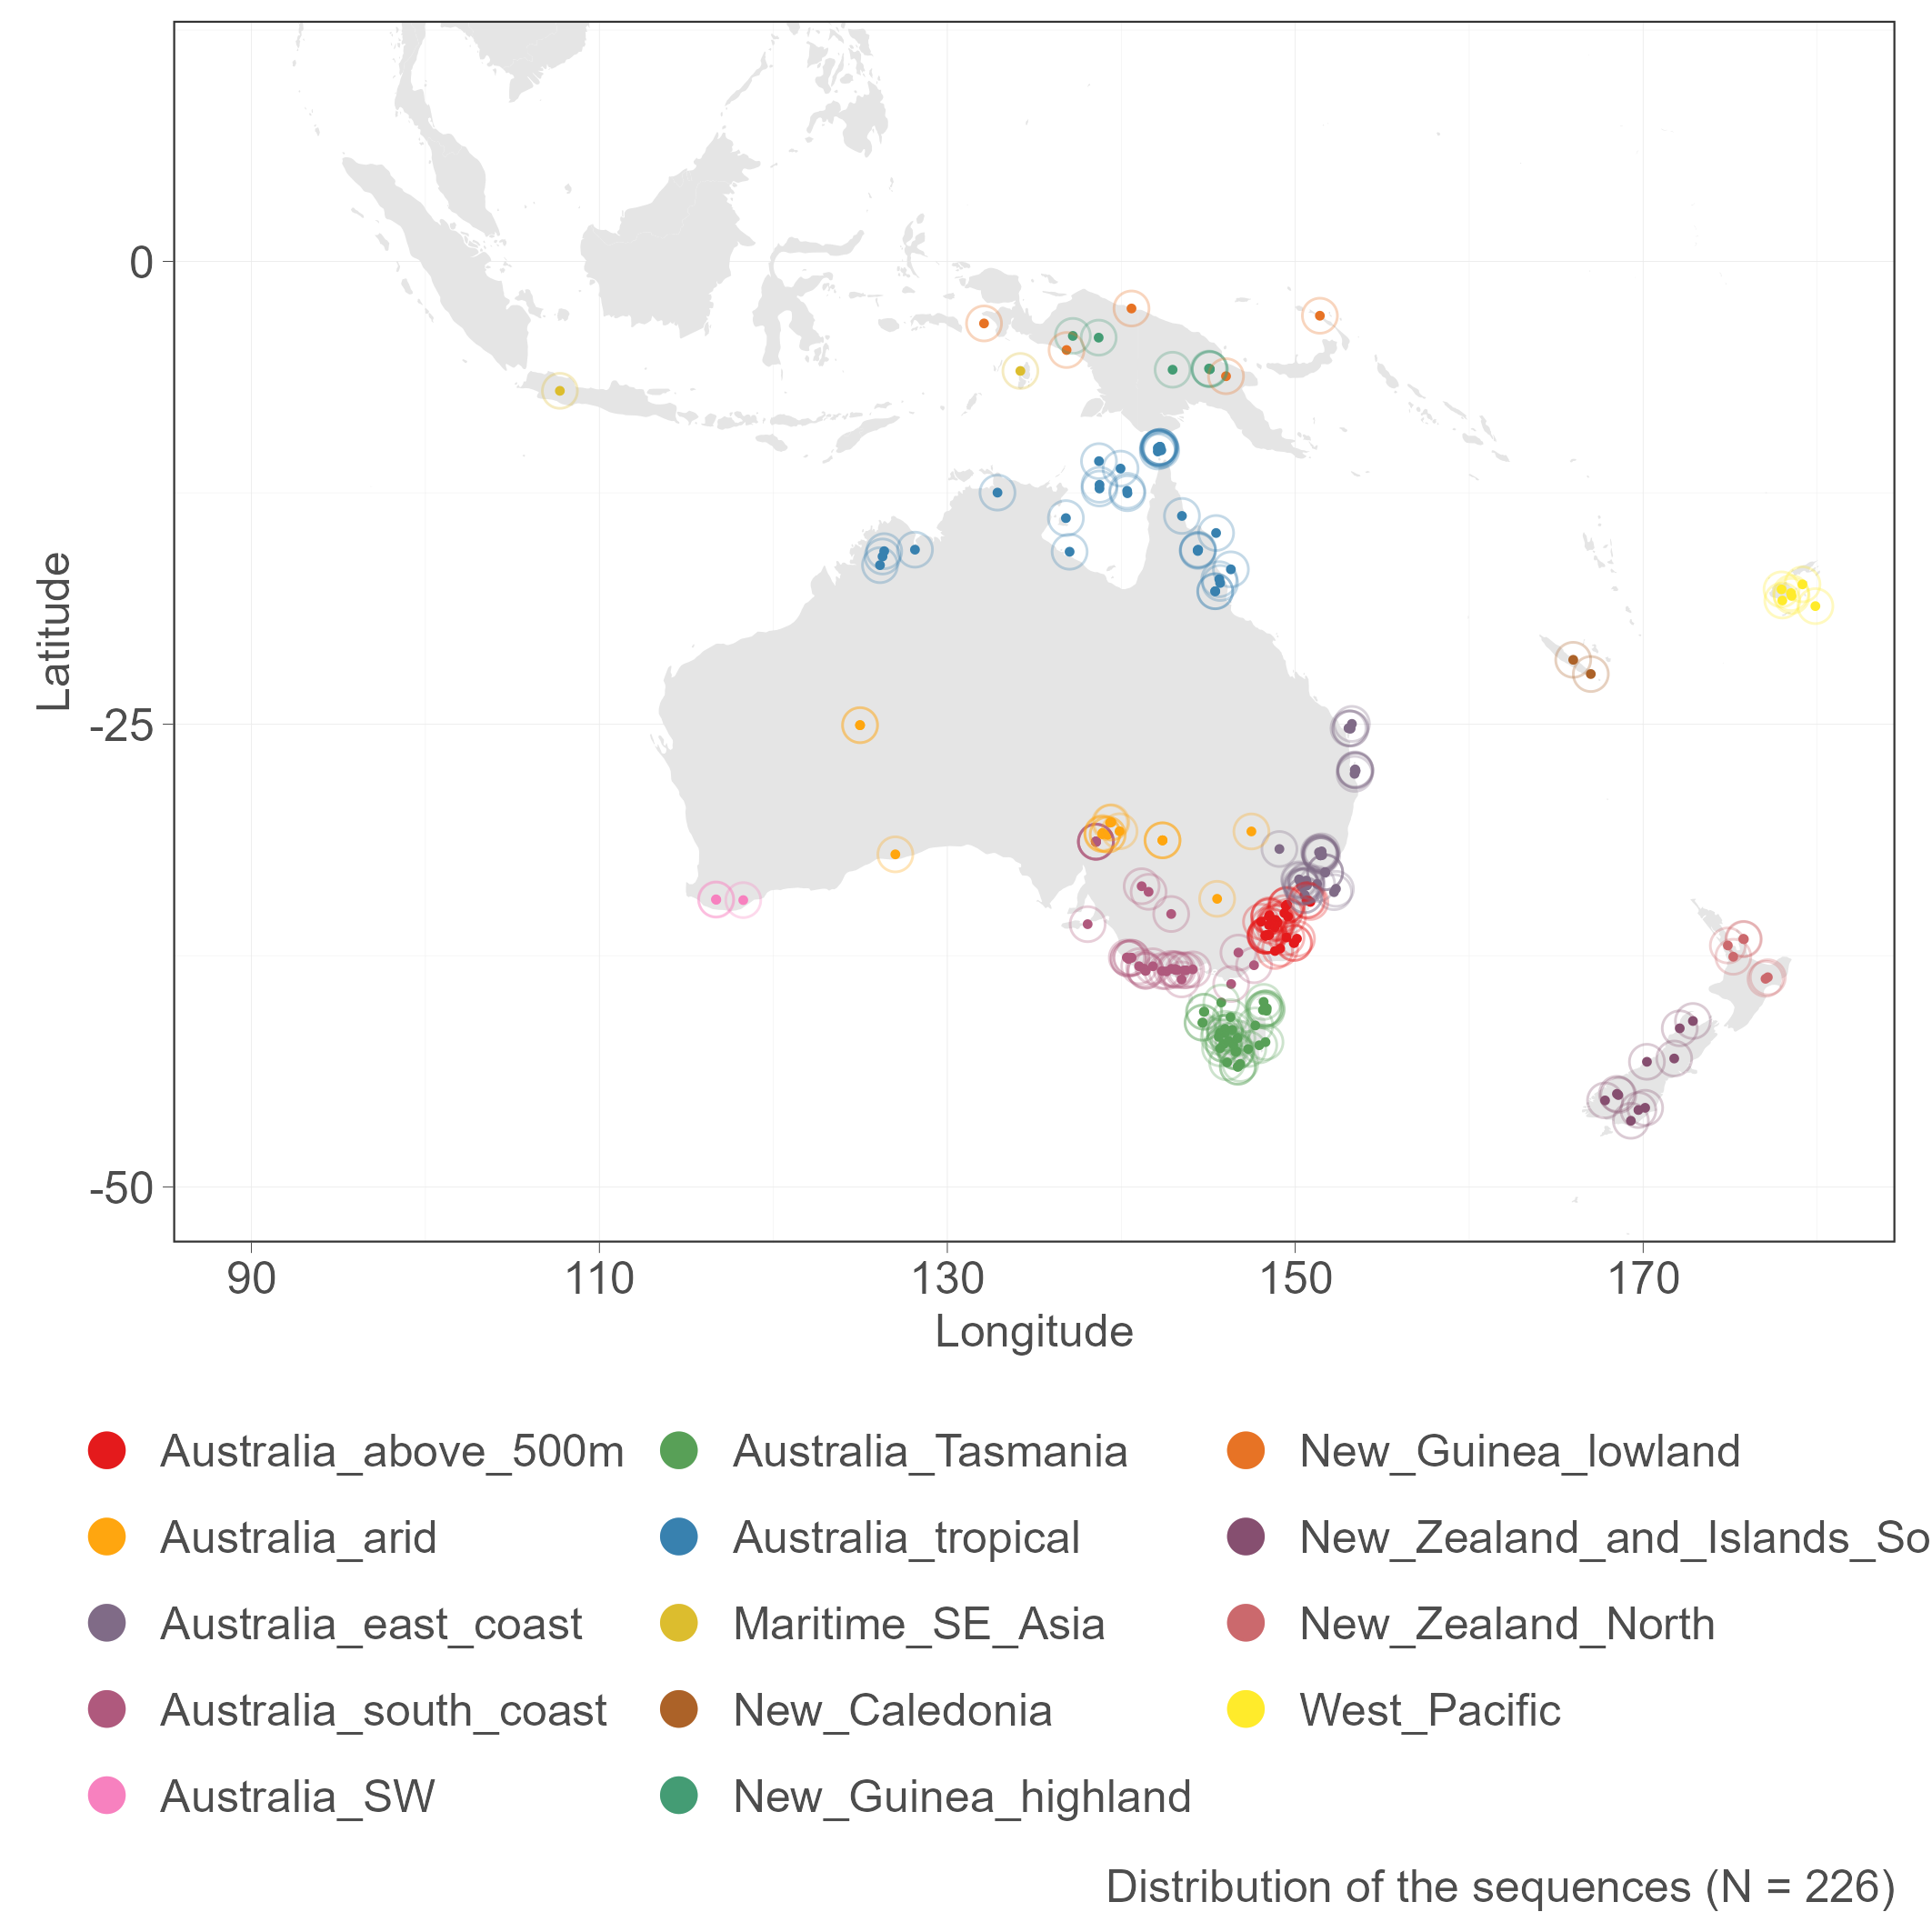 0
-25
-50
Latitude
90 110 130 150 170
Longitude
Australia_above_500m Australia_Tasmania New_Guinea_lowland
Australia_arid Australia_tropical New_Zealand_and_Islands_So
Australia_east_coast Maritime_SE_Asia New_Zealand_North
Australia_south_coast New_Caledonia West_Pacific
Australia_SW New_Guinea_highland
Distribution of the sequences (N = 226)